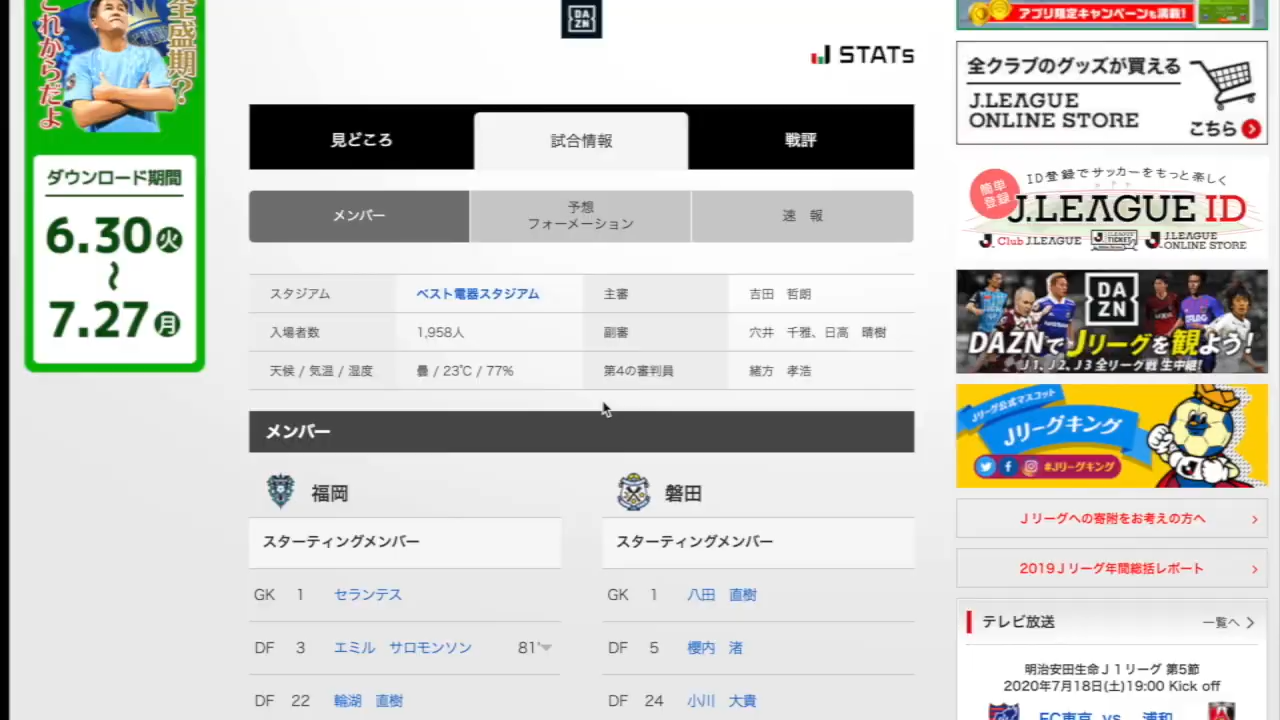 全盛期?
これからだよ
ダウンロード期間
6.30火
~
7.27月
DAZN
STATs
見どころ
試合情報
戦評
メンバー
予想
フォーメーション
速 報
スタジアム
ベスト電器スタジアム
主審
吉田 哲朗
入場者数
1,958人
副審
穴井 千雅、日高 晴樹
天候 / 気温 / 湿度
曇 / 23℃ / 77%
第4の審判員
緒方 孝浩
メンバー
福岡
磐田
スターティングメンバー
スターティングメンバー
GK 1 セランテス
GK 1 八田 直樹
DF 3 エミル サロモンソン 81'
DF 5 櫻内 渚
DF 22 輪湖 直樹
DF 24 小川 大貴
アプリ限定キャンペーンも満載!
全クラブのグッズが買える
J.LEAGUE
ONLINE STORE
こちら
簡単
登録
ID登録でサッカーをもっと楽しく
J.LEAGUE ID
Club J.LEAGUE
J.LEAGUE TICKET
J.LEAGUE ONLINE STORE
DAZN
DAZNでJリーグを観よう!
J1、J2、J3 全リーグ戦 生中継!
Jリーグ公式マスコット
Jリーグキング
#Jリーグキング
Jリーグへの寄附をお考えの方へ
2019Jリーグ年間総括レポート
テレビ放送
一覧へ
明治安田生命J1リーグ 第5節
2020年7月18日(土)19:00 Kick off
FC東京 vs 浦和